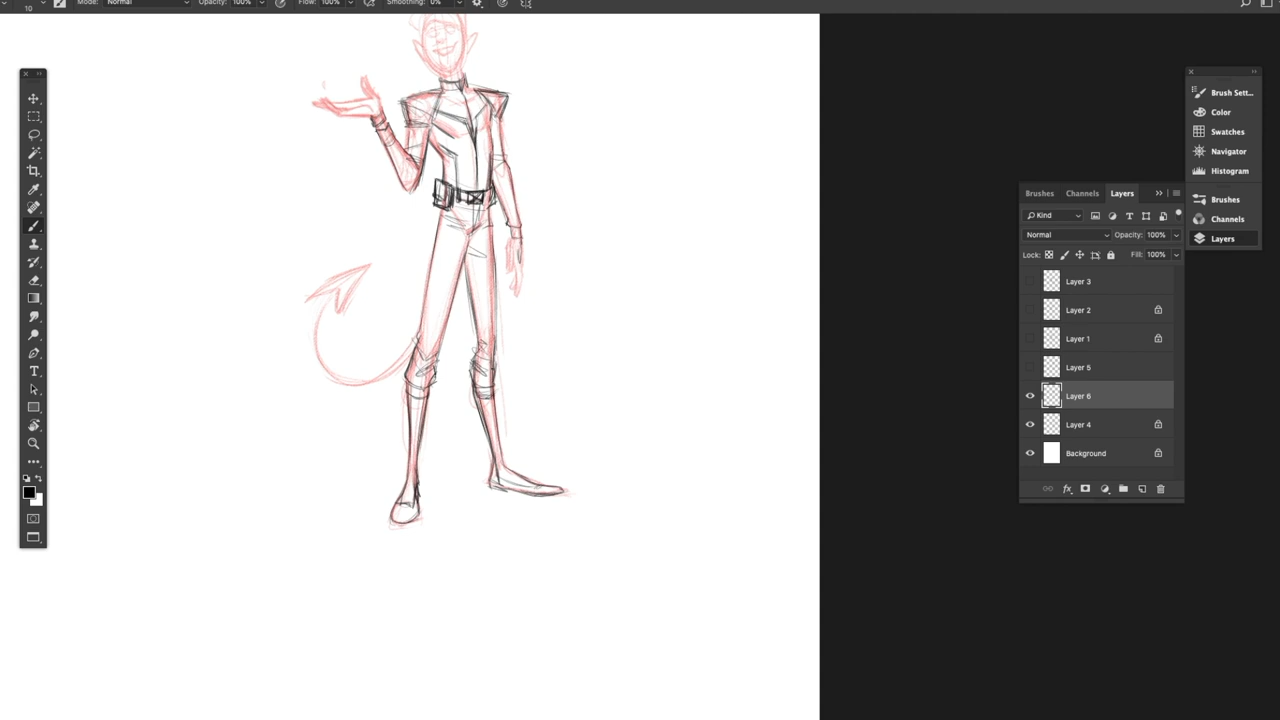 10 Mode: Normal Opacity: 100% Flow: 100% Smoothing: 0%
Brush Sett...
Color
Swatches
Navigator
Histogram
Brushes
Channels
Layers
Brushes Channels Layers
Kind
Normal Opacity: 100%
Lock: Fill: 100%
Layer 3
Layer 2
Layer 1
Layer 5
Layer 6
Layer 4
Background
fx